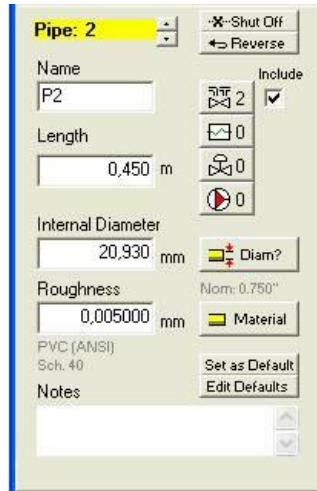 Pipe: 2
·X··Shut Off
Reverse
Name
Include
P2
2
Length
0
0,450 m
0
0
Internal Diameter
20,930 mm
Diam?
Roughness
Nom: 0.750"
0,005000 mm
Material
PVC (ANSI)
Sch. 40
Set as Default
Edit Defaults
Notes